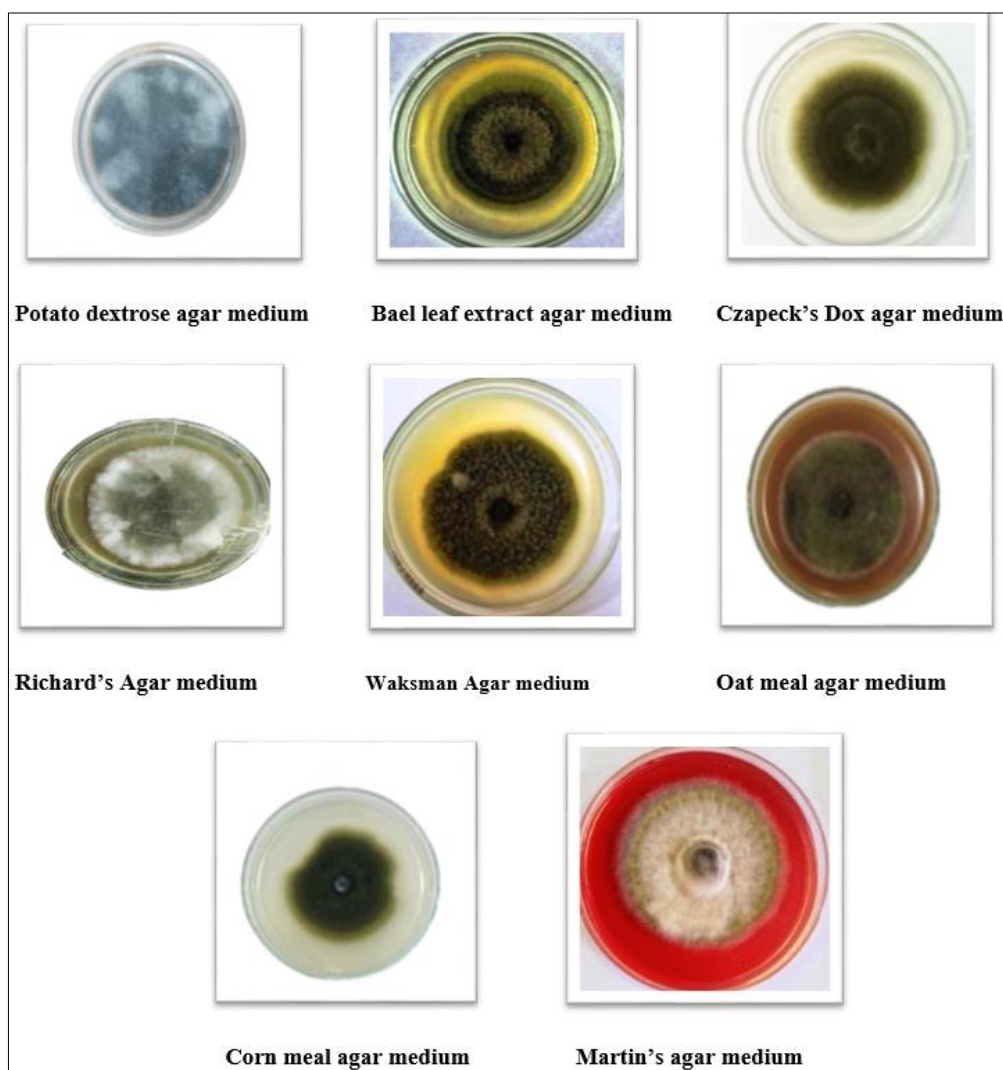 Potato dextrose agar medium
Bael leaf extract agar medium
Czapeck's Dox agar medium
Richard's Agar medium
Waksman Agar medium
Oat meal agar medium
Corn meal agar medium
Martin's agar medium